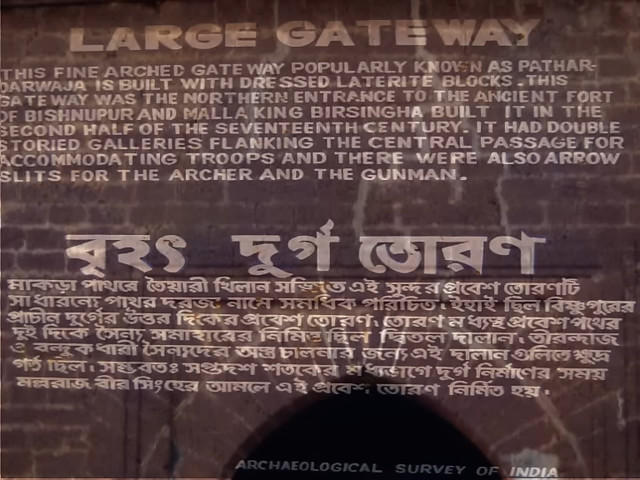 LARGE GATEWAY
THIS FINE ARCHED GATEWAY POPULARLY KNOWN AS PATHAR-
DARWAJA IS BUILT WITH DRESSED LATERITE BLOCKS. THIS
GATEWAY WAS THE NORTHERN ENTRANCE TO THE ANCIENT FORT
OF BISHNUPUR AND MALLA KING BIRSINGHA BUILT IT IN THE
SECOND HALF OF THE SEVENTEENTH CENTURY. IT HAD DOUBLE
STORIED GALLERIES FLANKING THE CENTRAL PASSAGE FOR
ACCOMMODATING TROOPS AND THERE WERE ALSO ARROW
SLITS FOR THE ARCHER AND THE GUNMAN.
বৃহৎ দুর্গ তোরণ
মাকড়া পাথরে তৈয়ারী খিলান সজ্জিত এই সুন্দর প্রবেশ তোরণটি
সাধারণ্যে পাথর দরজা নামে সমধিক পরিচিত। ইহাই ছিল বিষ্ণুপুরের
প্রাচীন দুর্গের উত্তর দিকের প্রবেশ তোরণ। তোরণ মধ্যস্থ প্রবেশ পথের
দুই দিকে সৈন্য সমাহারের নিমিত্ত ছিল দ্বিতল দালান। তীরন্দাজ
ও বন্দুকধারী সৈন্যদের অস্ত্র চালনার জন্য এই দালান গুলিতে ক্ষুদ্র
গর্ত ছিল। সম্ভবতঃ সপ্তদশ শতকের মধ্যভাগে দুর্গ নির্মাণের সময়
মল্লরাজ বীর সিংহের আমলে এই প্রবেশ তোরণ নির্মিত হয়।
ARCHAEOLOGICAL SURVEY OF INDIA